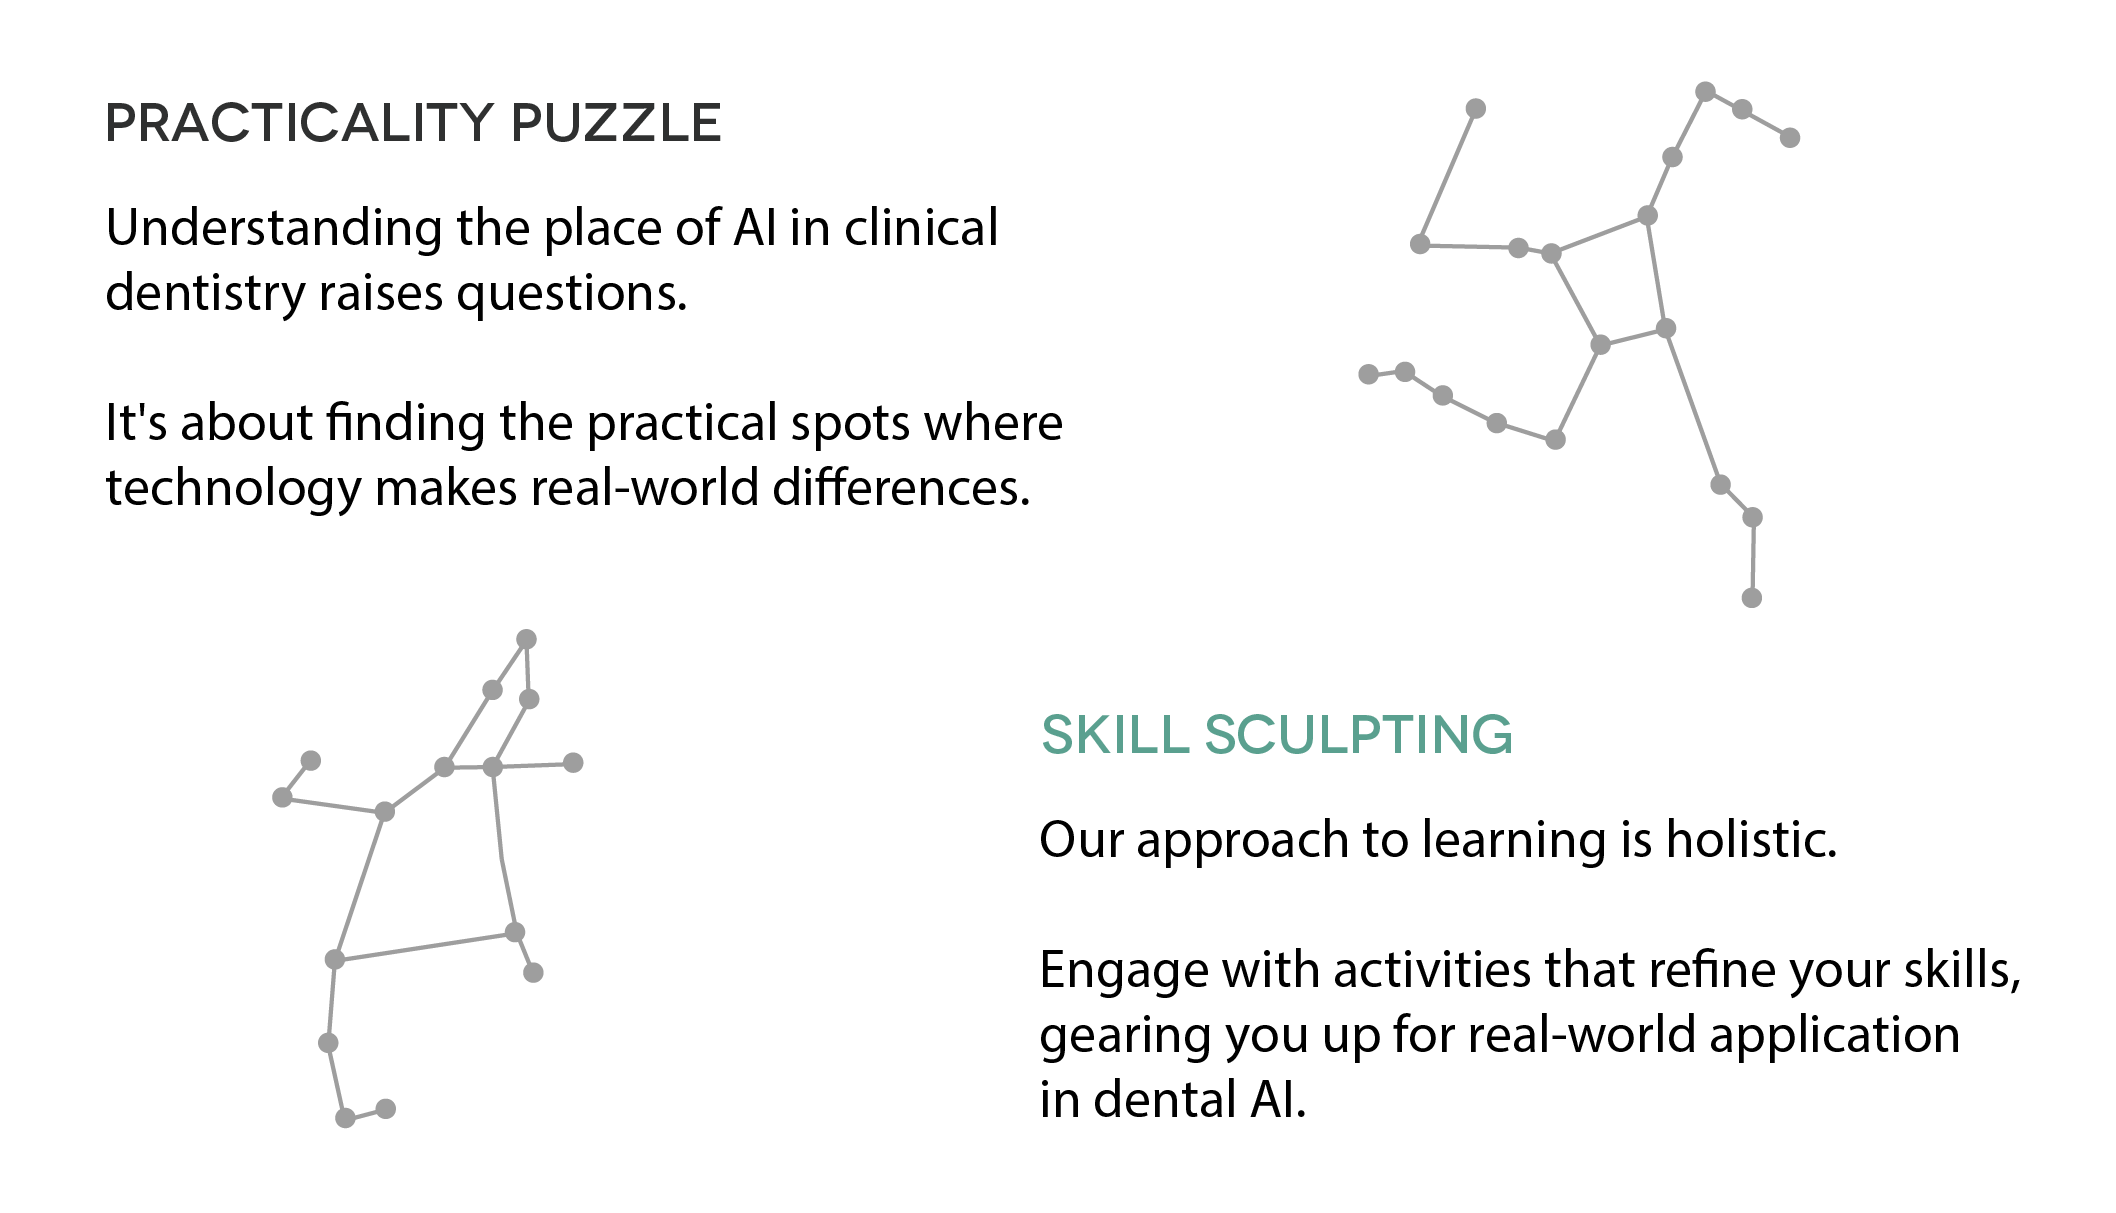 PRACTICALITY PUZZLE
Understanding the place of AI in clinical
dentistry raises questions.
It's about finding the practical spots where
technology makes real-world differences.
SKILL SCULPTING
Our approach to learning is holistic.
Engage with activities that refine your skills,
gearing you up for real-world application
in dental AI.